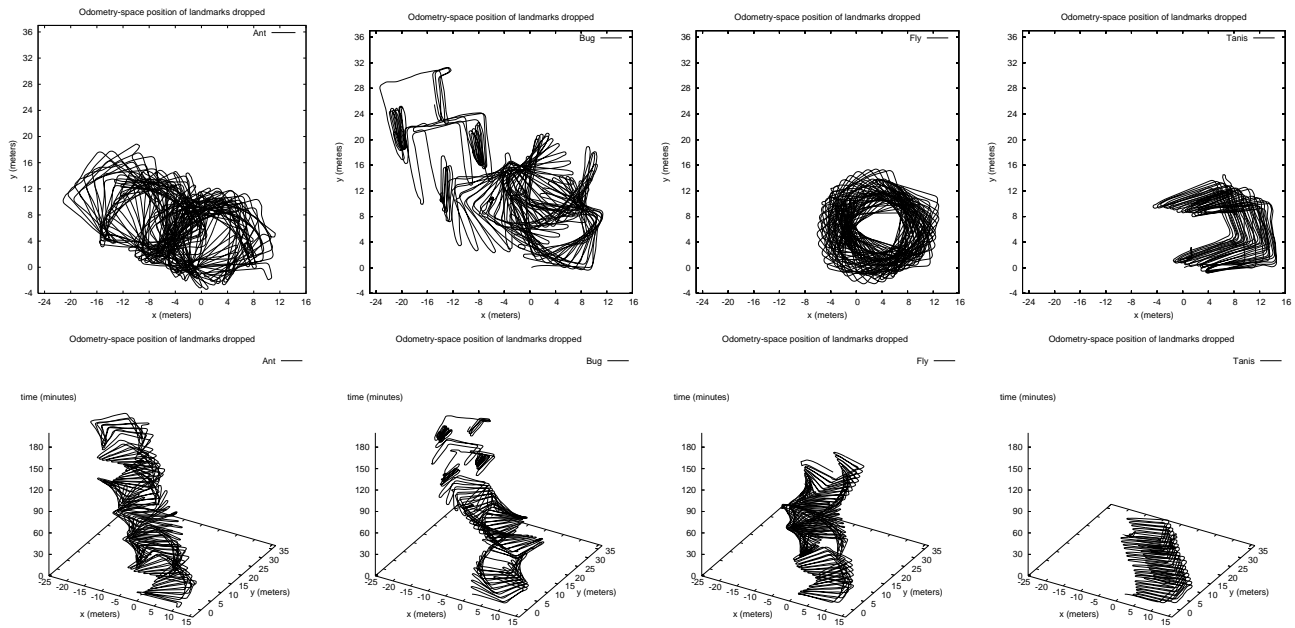 Odometry-space position of landmarks dropped
Ant
36
32
28
24
20
16
12
8
4
0
-4
-24 -20 -16 -12 -8 -4 0 4 8 12 16
y (meters)
x (meters)
Odometry-space position of landmarks dropped
Bug
36
32
28
24
20
16
12
8
4
0
-4
-24 -20 -16 -12 -8 -4 0 4 8 12 16
y (meters)
x (meters)
Odometry-space position of landmarks dropped
Fly
36
32
28
24
20
16
12
8
4
0
-4
-24 -20 -16 -12 -8 -4 0 4 8 12 16
y (meters)
x (meters)
Odometry-space position of landmarks dropped
Tanis
36
32
28
24
20
16
12
8
4
0
-4
-24 -20 -16 -12 -8 -4 0 4 8 12 16
y (meters)
x (meters)
Odometry-space position of landmarks dropped
Ant
time (minutes)
180
150
120
90
60
30
0
-25 -20 -15 -10 -5 0 5 10 15
x (meters)
0 5 10 15 20 25 30 35
y (meters)
Odometry-space position of landmarks dropped
Bug
time (minutes)
180
150
120
90
60
30
0
-25 -20 -15 -10 -5 0 5 10 15
x (meters)
0 5 10 15 20 25 30 35
y (meters)
Odometry-space position of landmarks dropped
Fly
time (minutes)
180
150
120
90
60
30
0
-25 -20 -15 -10 -5 0 5 10 15
x (meters)
0 5 10 15 20 25 30 35
y (meters)
Odometry-space position of landmarks dropped
Tanis
time (minutes)
180
150
120
90
60
30
0
-25 -20 -15 -10 -5 0 5 10 15
x (meters)
0 5 10 15 20 25 30 35
y (meters)